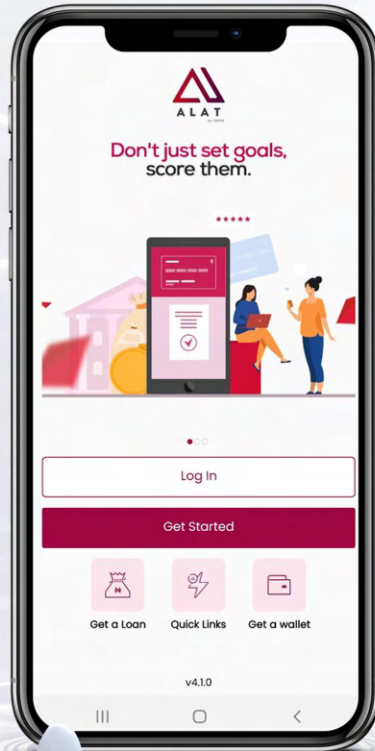 ALAT
Don't just set goals,
score them.
*****
Log In
Get Started
Get a Loan
Quick Links
Get a wallet
v4.1.0